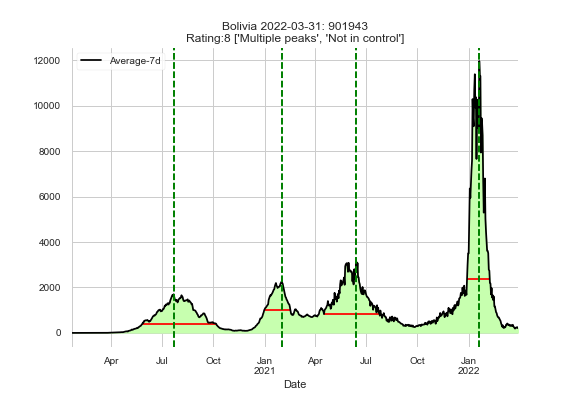 Bolivia 2022-03-31: 901943
Rating:8 ['Multiple peaks', 'Not in control']
Average-7d
12000
10000
8000
6000
4000
2000
0
Apr Jul Oct Jan Apr Jul Oct Jan
2021 2022
Date